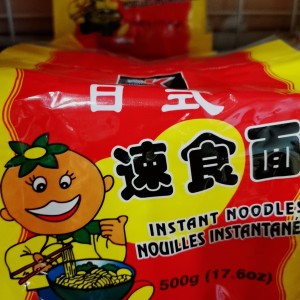 日式
速食面
INSTANT NOODLES
NOUILLES INSTANTANÉ
500g (17.6oz)